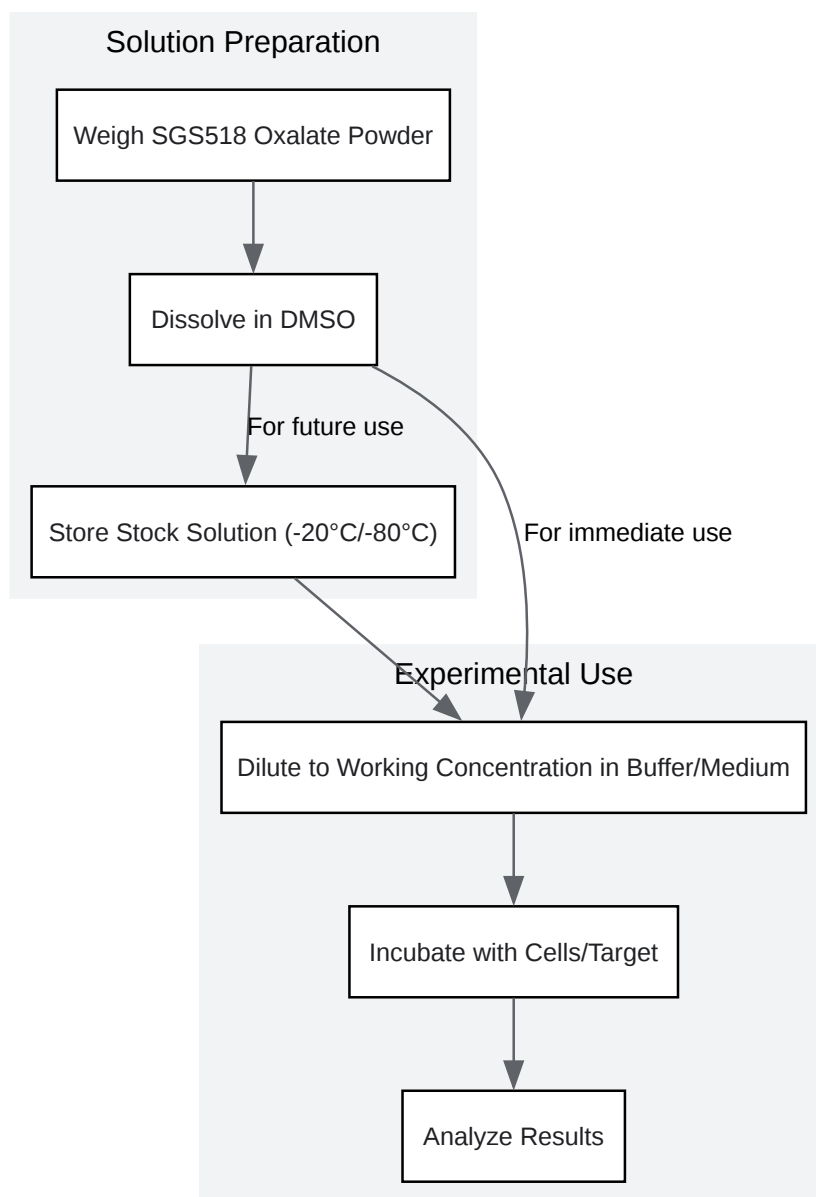 Solution Preparation
Weigh SGS518 Oxalate Powder
Dissolve in DMSO
For future use
Store Stock Solution (-20°C/-80°C)
For immediate use
Experimental Use
Dilute to Working Concentration in Buffer/Medium
Incubate with Cells/Target
Analyze Results